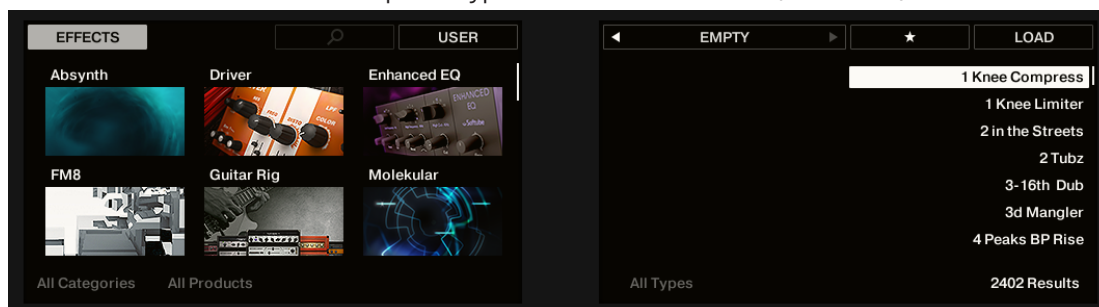 EFFECTS
USER
Absynth
Driver
Enhanced EQ
FM8
Guitar Rig
Molekular
All Categories
All Products
EMPTY
★
LOAD
1 Knee Compress
1 Knee Limiter
2 in the Streets
2 Tubz
3-16th Dub
3d Mangler
4 Peaks BP Rise
All Types
2402 Results